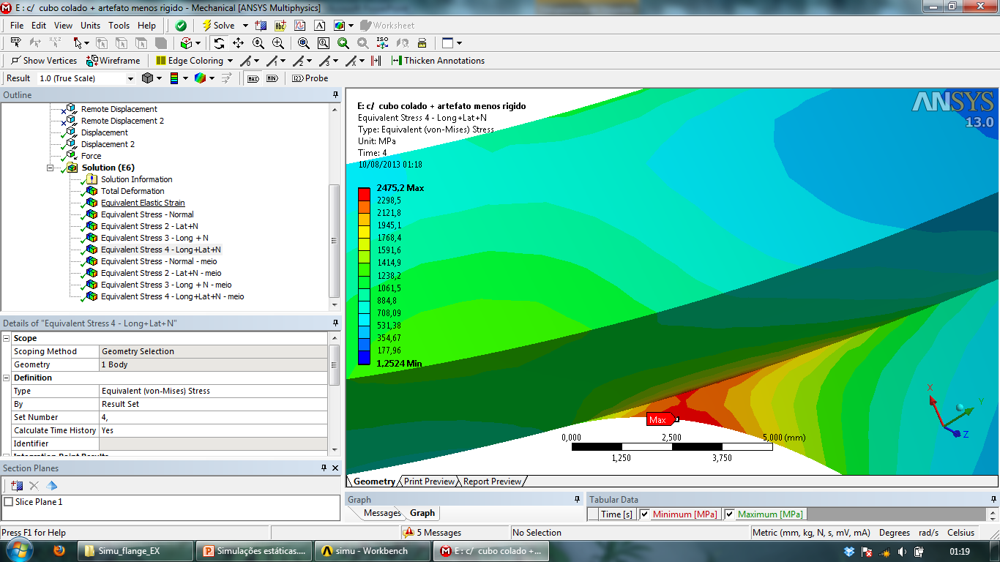 E : c/ cubo colado + artefato menos rigido - Mechanical [ANSYS Multiphysics]
File Edit View Units Tools Help Solve Worksheet
Show Vertices Wireframe Edge Coloring Thicken Annotations
Result 1.0 (True Scale) MAX MIN Probe
Outline
Remote Displacement
Remote Displacement 2
Displacement
Displacement 2
Force
Solution (E6)
Solution Information
Total Deformation
Equivalent Elastic Strain
Equivalent Stress - Normal
Equivalent Stress 2 - Lat+N
Equivalent Stress 3 - Long + N
Equivalent Stress 4 - Long+Lat+N
Equivalent Stress - Normal - meio
Equivalent Stress 2 - Lat+N - meio
Equivalent Stress 3 - Long + N - meio
Equivalent Stress 4 - Long+Lat+N - meio
Details of "Equivalent Stress 4 - Long+Lat+N"
Scope
Scoping Method Geometry Selection
Geometry 1 Body
Definition
Type Equivalent (von-Mises) Stress
By Result Set
Set Number 4,
Calculate Time History Yes
Identifier
Integration Point Results
Section Planes
Slice Plane 1
E: c/ cubo colado + artefato menos rigido
Equivalent Stress 4 - Long+Lat+N
Type: Equivalent (von-Mises) Stress
Unit: MPa
Time: 4
10/08/2013 01:18
2475,2 Max
2298,5
2121,8
1945,1
1768,4
1591,6
1414,9
1238,2
1061,5
884,8
708,09
531,38
354,67
177,96
1,2524 Min
ANSYS
13.0
Max
0,000 2,500 5,000 (mm)
1,250 3,750
X Y Z
Geometry Print Preview Report Preview
Graph
Messages Graph
Tabular Data
Time [s] Minimum [MPa] Maximum [MPa]
Press F1 for Help 5 Messages No Selection Metric (mm, kg, N, s, mV, mA) Degrees rad/s Celsius
Simu_flange_EX Simulações estáticas.... simu - Workbench E : c/ cubo colado +... 01:19